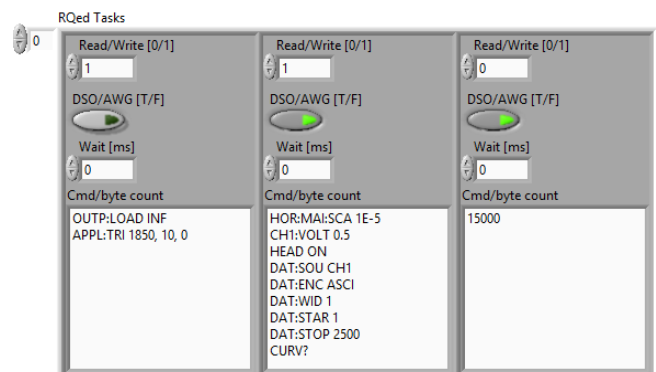 RQed Tasks
0
Read/Write [0/1]
1
DSO/AWG [T/F]
Wait [ms]
0
Cmd/byte count
OUTP:LOAD INF
APPL:TRI 1850, 10, 0
Read/Write [0/1]
1
DSO/AWG [T/F]
Wait [ms]
0
Cmd/byte count
HOR:MAI:SCA 1E-5
CH1:VOLT 0.5
HEAD ON
DAT:SOU CH1
DAT:ENC ASCI
DAT:WID 1
DAT:STAR 1
DAT:STOP 2500
CURV?
Read/Write [0/1]
0
DSO/AWG [T/F]
Wait [ms]
0
Cmd/byte count
15000